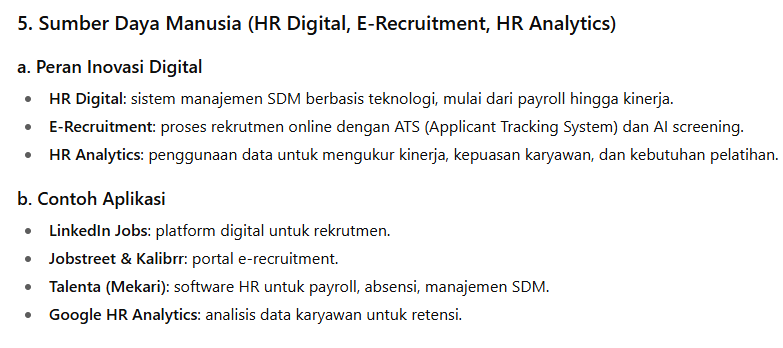 5. Sumber Daya Manusia (HR Digital, E-Recruitment, HR Analytics)
a. Peran Inovasi Digital
• HR Digital: sistem manajemen SDM berbasis teknologi, mulai dari payroll hingga kinerja.
• E-Recruitment: proses rekrutmen online dengan ATS (Applicant Tracking System) dan AI screening.
• HR Analytics: penggunaan data untuk mengukur kinerja, kepuasan karyawan, dan kebutuhan pelatihan.
b. Contoh Aplikasi
• LinkedIn Jobs: platform digital untuk rekrutmen.
• Jobstreet & Kalibrr: portal e-recruitment.
• Talenta (Mekari): software HR untuk payroll, absensi, manajemen SDM.
• Google HR Analytics: analisis data karyawan untuk retensi.